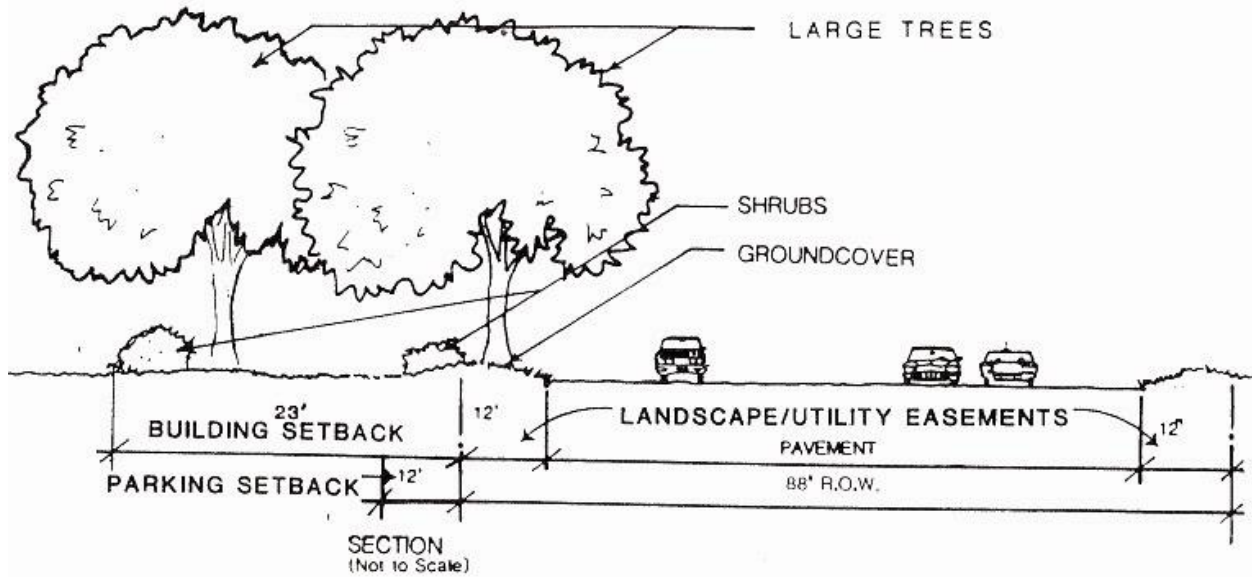 LARGE TREES
SHRUBS
GROUNDCOVER
23'
BUILDING SETBACK
12'
LANDSCAPE/UTILITY EASEMENTS
12"
PAVEMENT
PARKING SETBACK
12'
88' R.O.W.
SECTION
(Not to Scale)